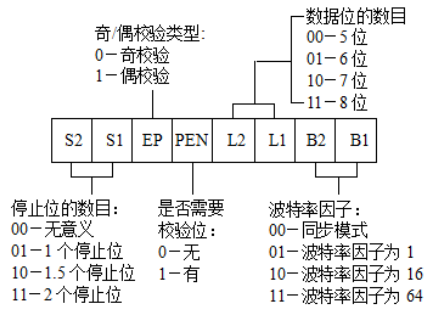 奇/偶校验类型:
0－奇校验
1－偶校验
数据位的数目
00－5 位
01－6 位
10－7 位
11－8 位
S2 S1 EP PEN L2 L1 B2 B1
停止位的数目：
00－无意义
01－1 个停止位
10－1.5 个停止位
11－2 个停止位
是否需要
校验位：
0－无
1－有
波特率因子：
00－同步模式
01－波特率因子为 1
10－波特率因子为 16
11－波特率因子为 64